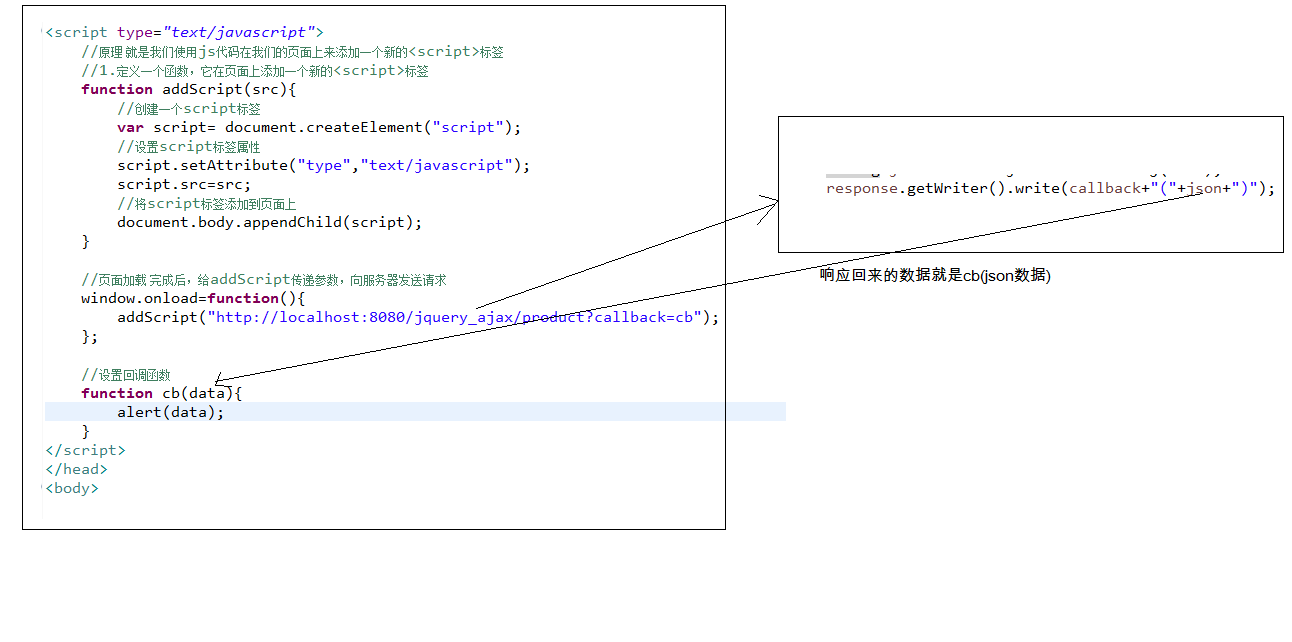 <script type="text/javascript">
//原理 就是我们使用js代码在我们的页面上来添加一个新的<script>标签
//1.定义一个函数，它在页面上添加一个新的<script>标签
function addScript(src){
//创建一个script标签
var script= document.createElement("script");
//设置script标签属性
script.setAttribute("type","text/javascript");
script.src=src;
//将script标签添加到页面上
document.body.appendChild(script);
}
//页面加载 完成后，给addScript传递参数，向服务器发送请求
window.onload=function(){
addScript("http://localhost:8080/jquery_ajax/product?callback=cb");
};
//设置回调函数
function cb(data){
alert(data);
}
</script>
</head>
<body>
response.getWriter().write(callback+"("+json+")");
响应回来的数据就是cb(json数据)